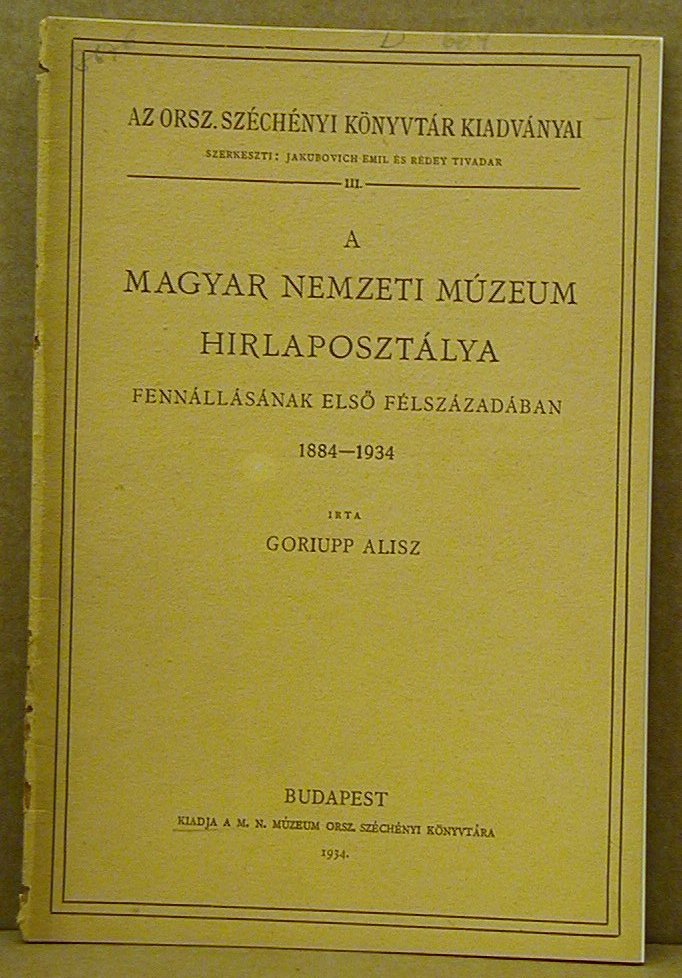 AZ ORSZ. SZÉCHÉNYI KÖNYVTÁR KIADVÁNYAI
SZERKESZTI: JAKUBOVICH EMIL ÉS RÉDEY TIVADAR
III.
A
MAGYAR NEMZETI MÚZEUM
HIRLAPOSZTÁLYA
FENNÁLLÁSÁNAK ELSŐ FÉLSZÁZADÁBAN
1884—1934
IRTA
GORIUPP ALISZ
BUDAPEST
KIADJA A M. N. MÚZEUM ORSZ. SZÉCHÉNYI KÖNYVTÁRA
1934.